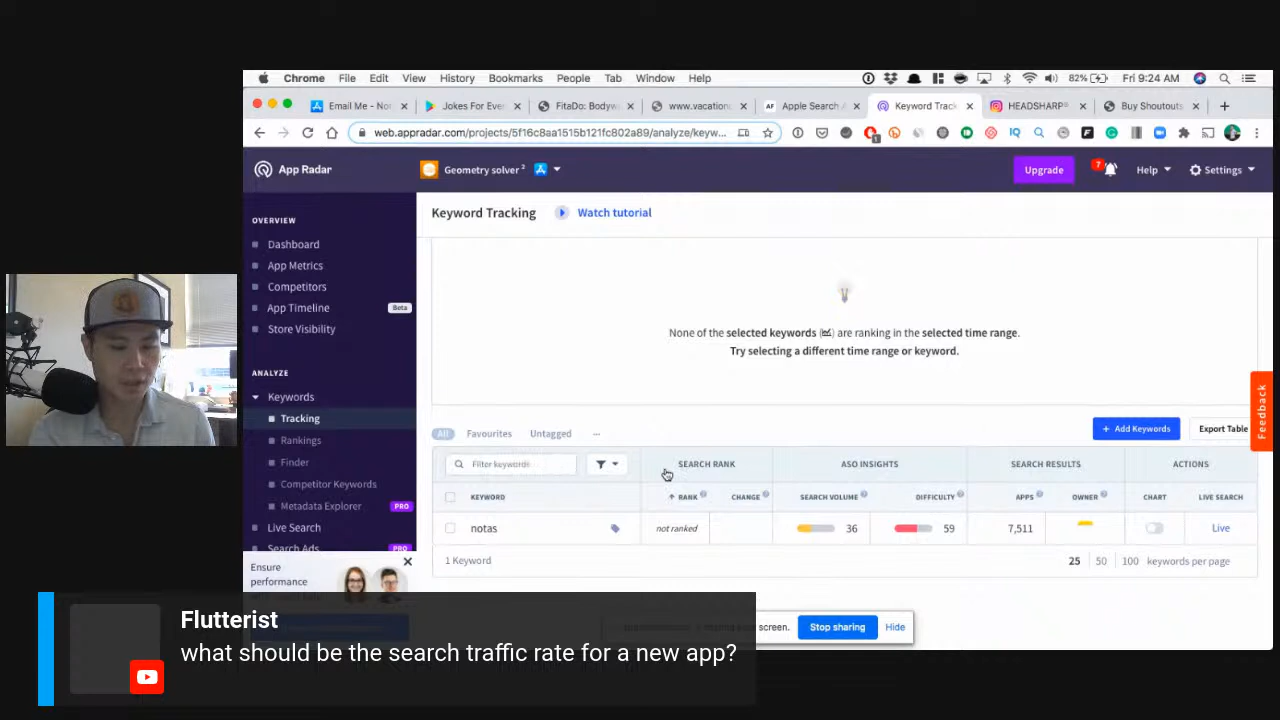 Chrome File Edit View History Bookmarks People Tab Window Help
82% Fri 9:24 AM
Email Me - No
Jokes For Eve
FitaDo: Bodyw
www.vacation
Apple Search
Keyword Track
HEADSHARP®
Buy Shoutouts
web.appradar.com/projects/5f16c8aa1515b121fc802a89/analyze/keyw...
App Radar
Geometry solver ²
Upgrade
7
Help
Settings
OVERVIEW
Dashboard
App Metrics
Competitors
App Timeline
Beta
Store Visibility
ANALYZE
Keywords
Tracking
Rankings
Finder
Competitor Keywords
Metadata Explorer
PRO
Live Search
Search Ads
PRO
Ensure
performance
Keyword Tracking
Watch tutorial
None of the selected keywords () are ranking in the selected time range.
Try selecting a different time range or keyword.
Feedback
All Favourites Untagged ...
+ Add Keywords
Export Table
Filter keywords
SEARCH RANK
ASO INSIGHTS
SEARCH RESULTS
ACTIONS
KEYWORD
RANK
CHANGE
SEARCH VOLUME
DIFFICULTY
APPS
OWNER
CHART
LIVE SEARCH
notas
not ranked
36
59
7,511
Live
1 Keyword
25 50 100 keywords per page
screen.
Stop sharing
Hide
Flutterist
what should be the search traffic rate for a new app?